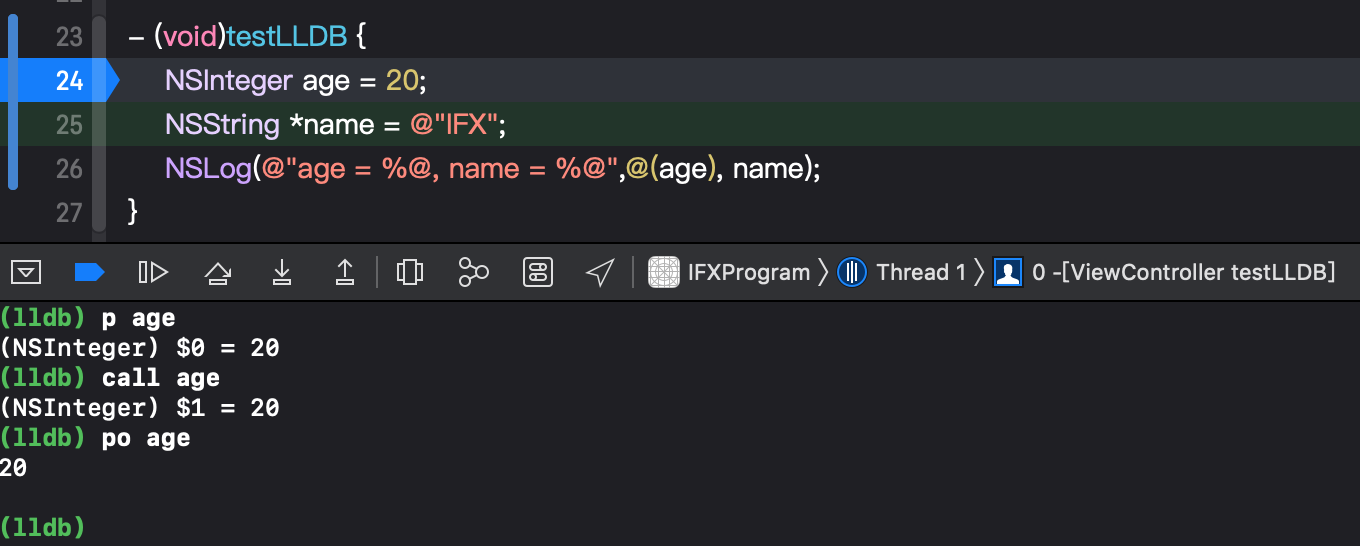 23 - (void)testLLDB {
24 NSInteger age = 20;
25 NSString *name = @"IFX";
26 NSLog(@"age = %@, name = %@",@(age), name);
27 }
IFXProgram 〉 Thread 1 〉 0 -[ViewController testLLDB]
(lldb) p age
(NSInteger) $0 = 20
(lldb) call age
(NSInteger) $1 = 20
(lldb) po age
20
(lldb)